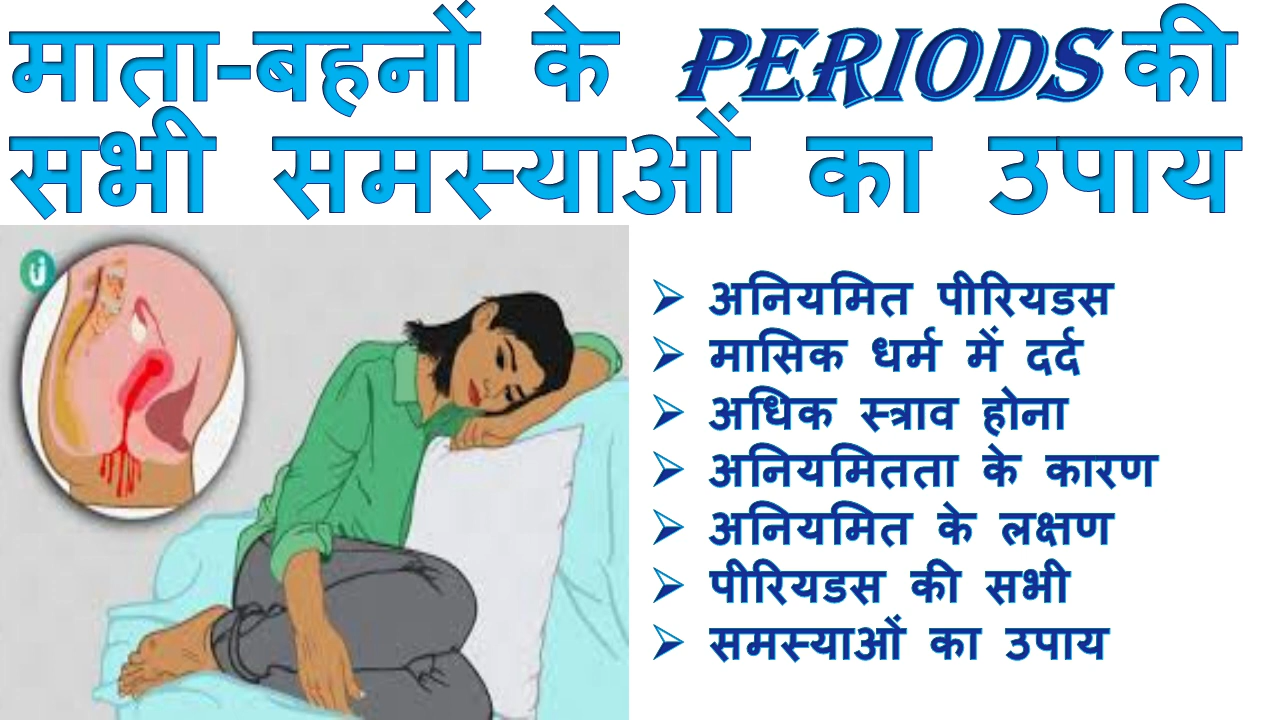 माता-बहनों के PERIODS की
सभी समस्याओं का उपाय
अनियमित पीरियडस
मासिक धर्म में दर्द
अधिक स्त्राव होना
अनियमितता के कारण
अनियमित के लक्षण
पीरियडस की सभी
समस्याओं का उपाय